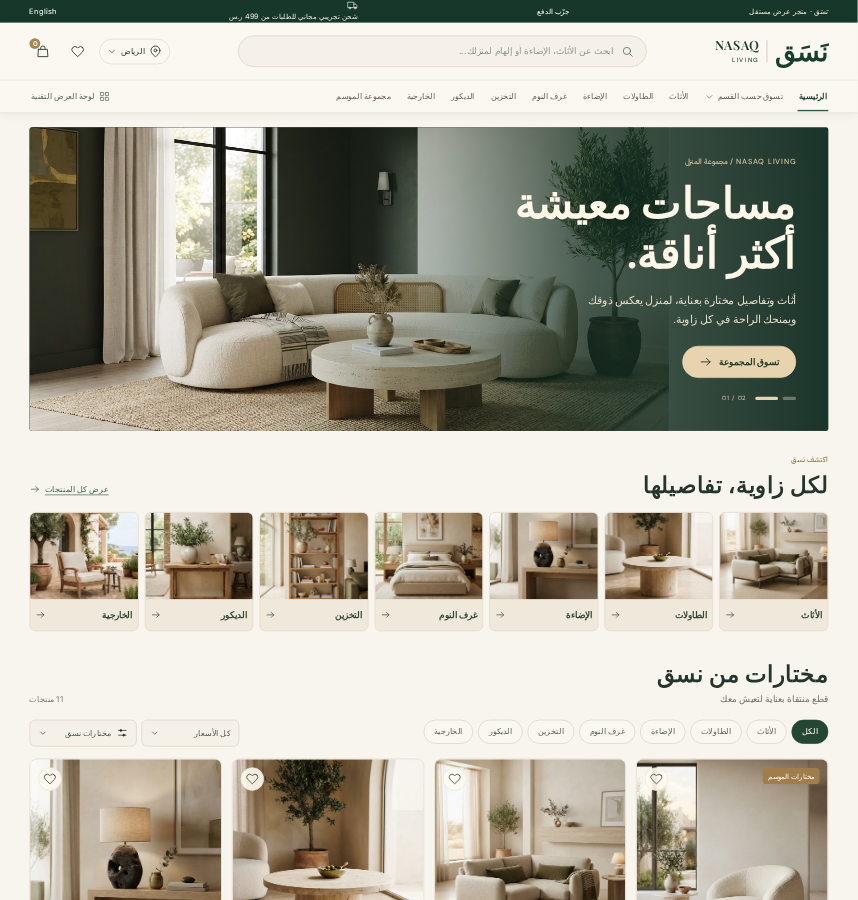 نَسَق - متجر عرض مستقل
جرّب الدفع
شحن تجريبي مجاني للطلبات من 499 ر.س
English
نَسَق
NASAQ
LIVING
ابحث عن الأثاث، الإضاءة أو إلهام لمنزلك...
الرياض
0
الرئيسية
تسوق حسب القسم
الأثاث
الطاولات
الإضاءة
غرف النوم
التخزين
الديكور
الخارجية
مجموعة الموسم
لوحة العرض التقنية
NASAQ LIVING / مجموعة المنزل
مساحات معيشة
أكثر أناقة.
أثاث وتفاصيل مختارة بعناية، لمنزل يعكس ذوقك
ويمنحك الراحة في كل زاوية.
تسوق المجموعة
01 / 02
اكتشف نسق
لكل زاوية، تفاصيلها
عرض كل المنتجات
الأثاث
الطاولات
الإضاءة
غرف النوم
التخزين
الديكور
الخارجية
مختارات من نسق
قطع منتقاة بعناية لتعيش معك
11 منتجات
الكل
الأثاث
الطاولات
الإضاءة
غرف النوم
التخزين
الديكور
الخارجية
كل الأسعار
مختارات نسق
مختارات الموسم